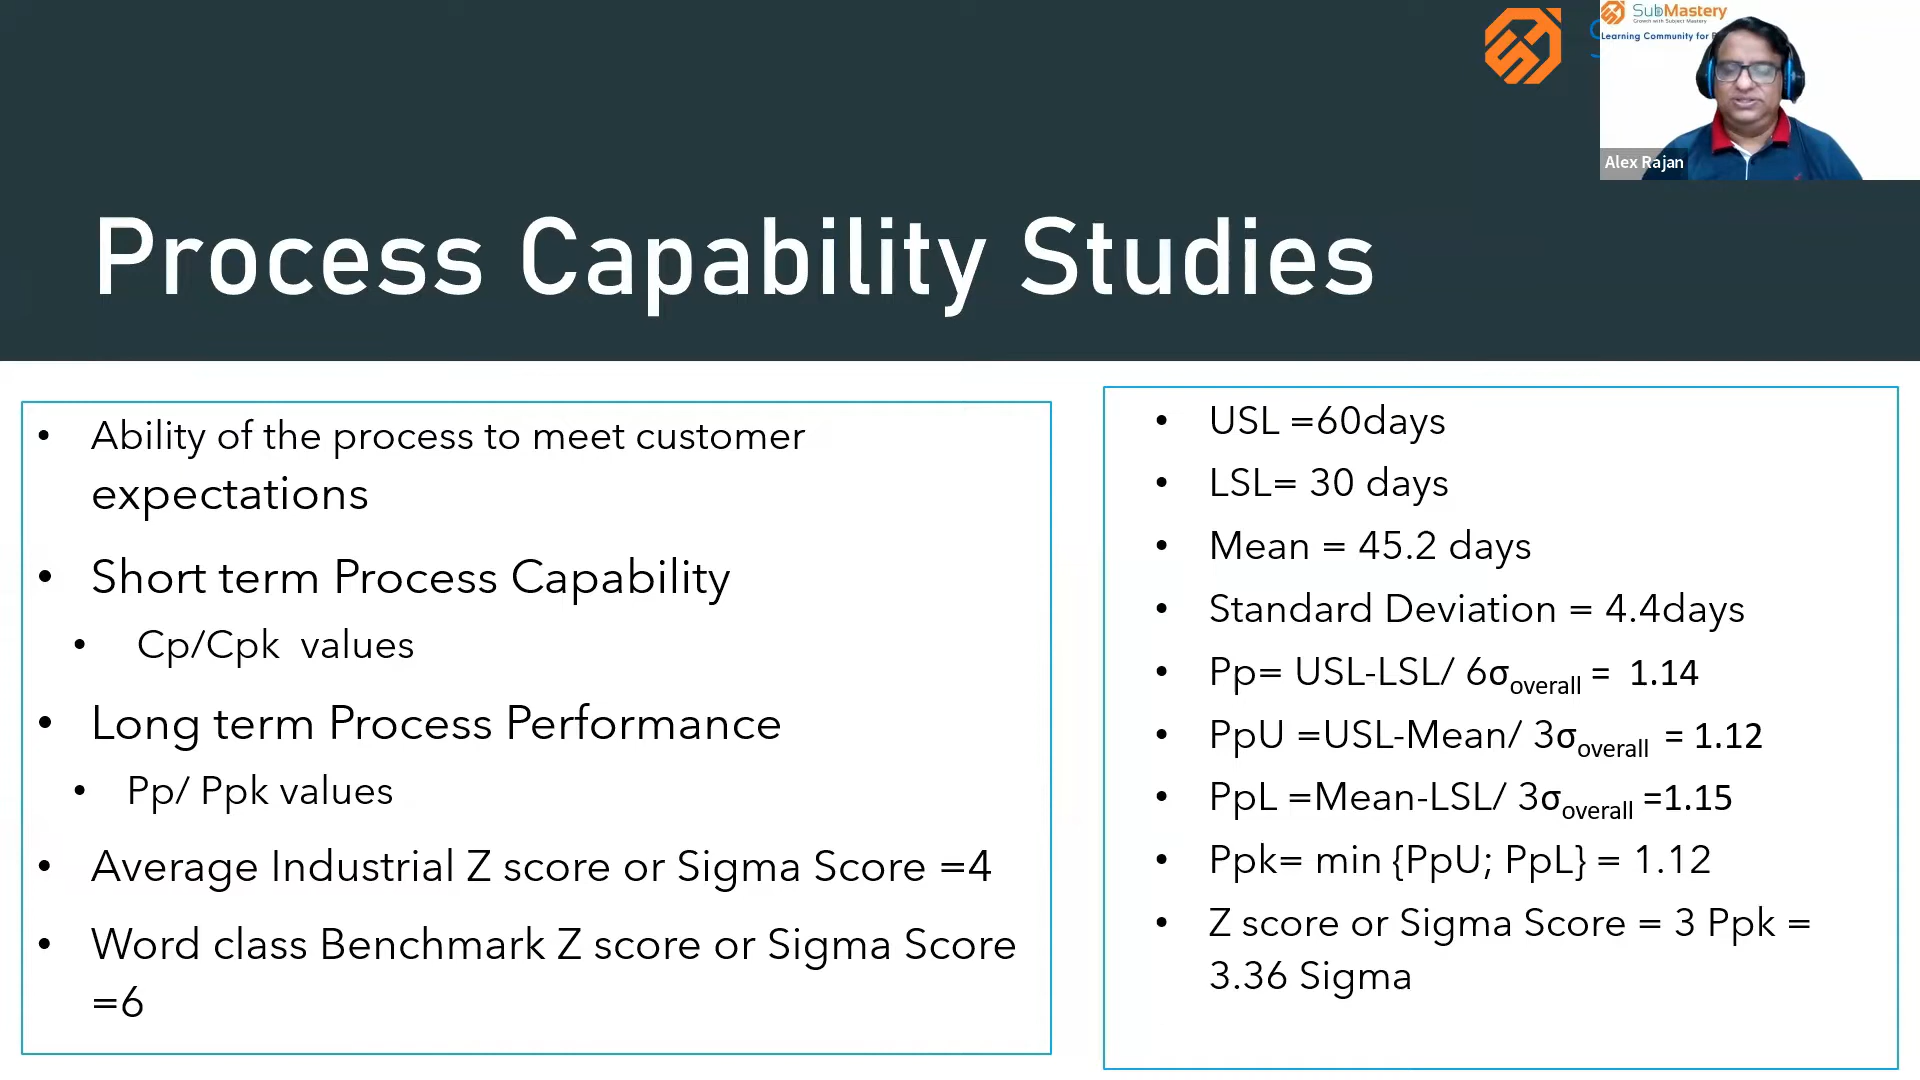 SubMastery
Growth with Subject Mastery
Learning Community for
Alex Rajan
Process Capability Studies
• Ability of the process to meet customer
expectations
• Short term Process Capability
• Cp/Cpk values
• Long term Process Performance
• Pp/ Ppk values
• Average Industrial Z score or Sigma Score =4
• Word class Benchmark Z score or Sigma Score
=6
• USL =60days
• LSL= 30 days
• Mean = 45.2 days
• Standard Deviation = 4.4days
• Pp= USL-LSL/ 6σoverall = 1.14
• PpU =USL-Mean/ 3σoverall = 1.12
• PpL =Mean-LSL/ 3σoverall =1.15
• Ppk= min {PpU; PpL} = 1.12
• Z score or Sigma Score = 3 Ppk =
3.36 Sigma